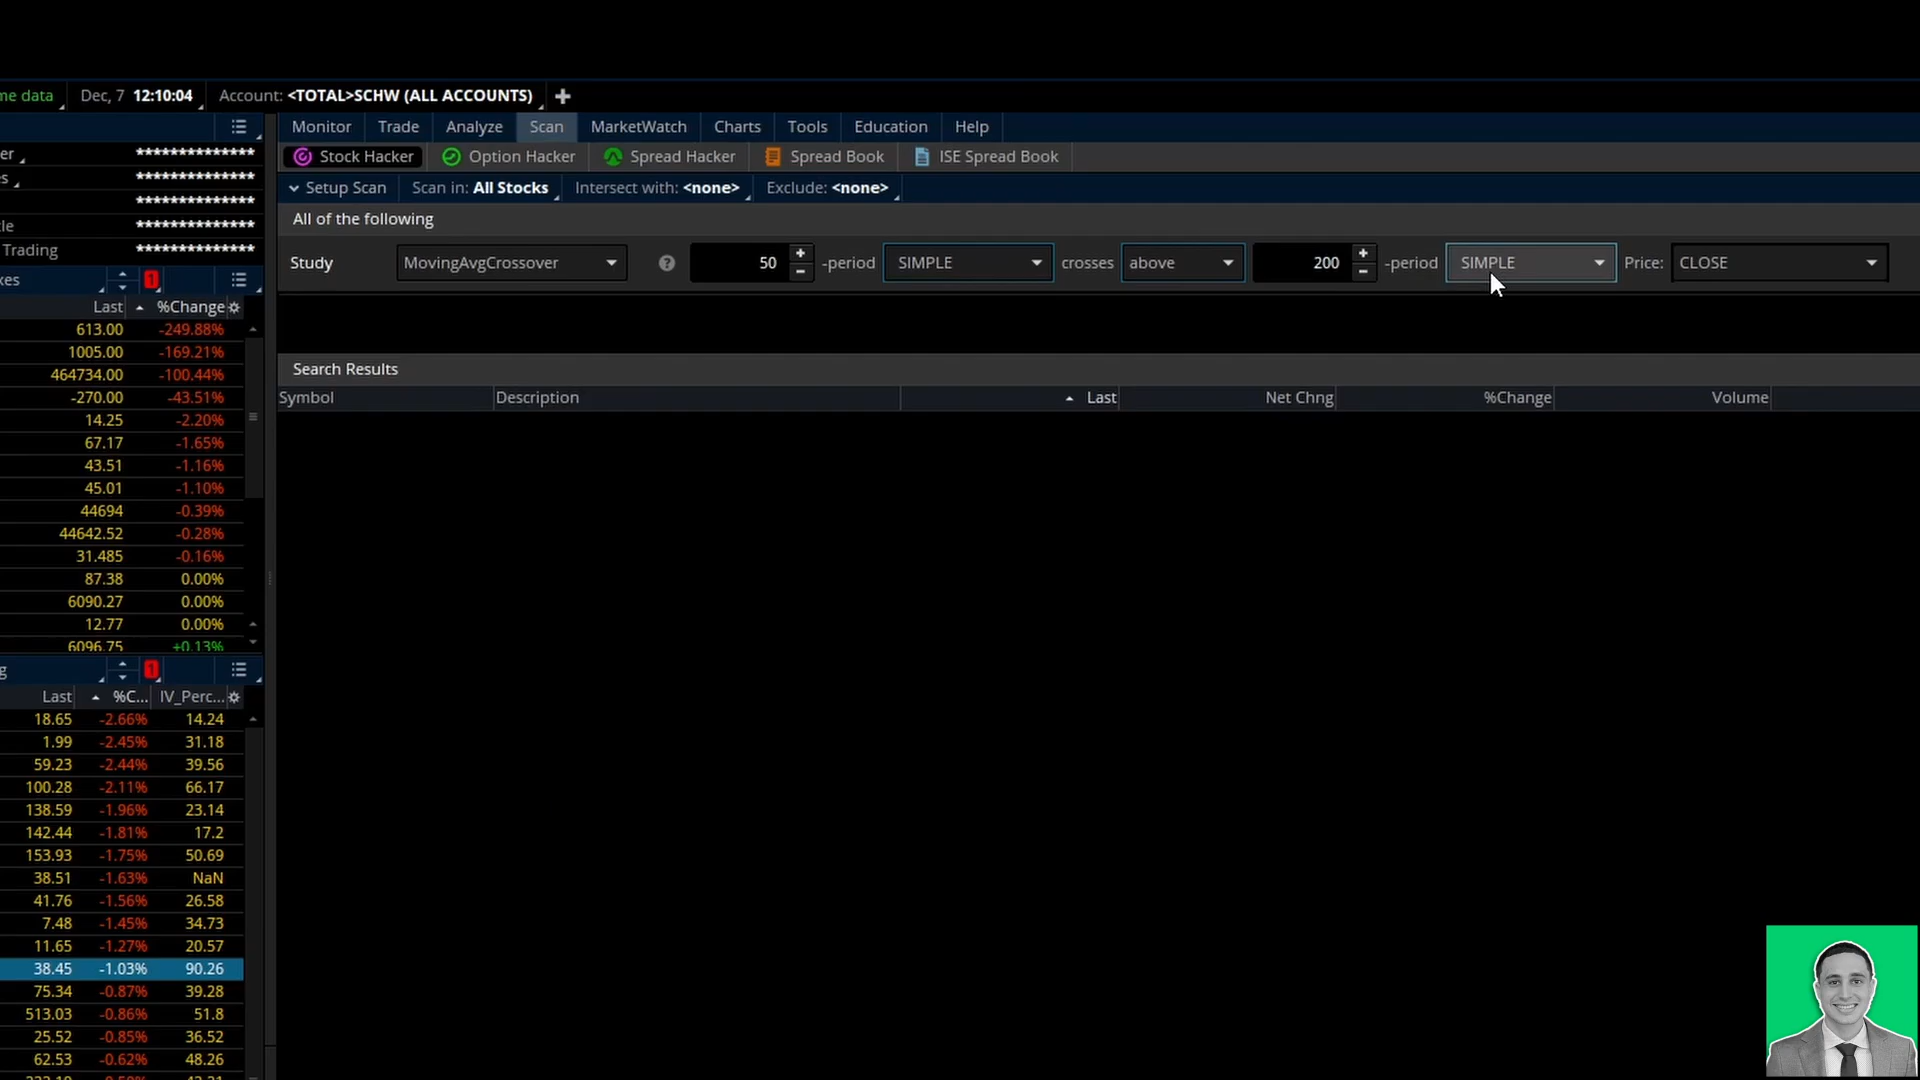 me data Dec, 7 12:10:04 Account: <TOTAL>SCHW (ALL ACCOUNTS)
Monitor Trade Analyze Scan MarketWatch Charts Tools Education Help
Stock Hacker Option Hacker Spread Hacker Spread Book ISE Spread Book
Setup Scan Scan in: All Stocks Intersect with: <none> Exclude: <none>
All of the following
Study MovingAvgCrossover ? 50 -period SIMPLE crosses above 200 -period SIMPLE Price: CLOSE
Search Results
Symbol Description Last Net Chng %Change Volume
er **************
es **************
**************
cle **************
Trading **************
xes 1
Last %Change
613.00 -249.88%
1005.00 -169.21%
464734.00 -100.44%
-270.00 -43.51%
14.25 -2.20%
67.17 -1.65%
43.51 -1.16%
45.01 -1.10%
44694 -0.39%
44642.52 -0.28%
31.485 -0.16%
87.38 0.00%
6090.27 0.00%
12.77 0.00%
6096.75 +0.13%
g 1
Last %C... IV_Perc...
18.65 -2.66% 14.24
1.99 -2.45% 31.18
59.23 -2.44% 39.56
100.28 -2.11% 66.17
138.59 -1.96% 23.14
142.44 -1.81% 17.2
153.93 -1.75% 50.69
38.51 -1.63% NaN
41.76 -1.56% 26.58
7.48 -1.45% 34.73
11.65 -1.27% 20.57
38.45 -1.03% 90.26
75.34 -0.87% 39.28
513.03 -0.86% 51.8
25.52 -0.85% 36.52
62.53 -0.62% 48.26